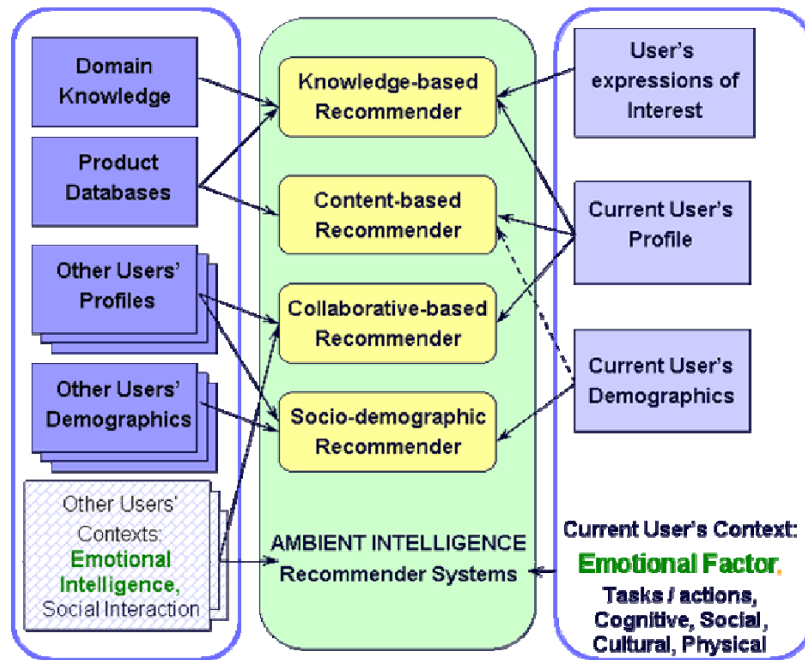 Domain
Knowledge
Product
Databases
Other Users'
Profiles
Other Users'
Demographics
Other Users'
Contexts:
Emotional
Intelligence,
Social Interaction
Knowledge-based
Recommender
Content-based
Recommender
Collaborative-based
Recommender
Socio-demographic
Recommender
AMBIENT INTELLIGENCE
Recommender Systems
User's
expressions of
Interest
Current User's
Profile
Current User's
Demographics
Current User's Context:
Emotional Factor,
Tasks / actions,
Cognitive, Social,
Cultural, Physical